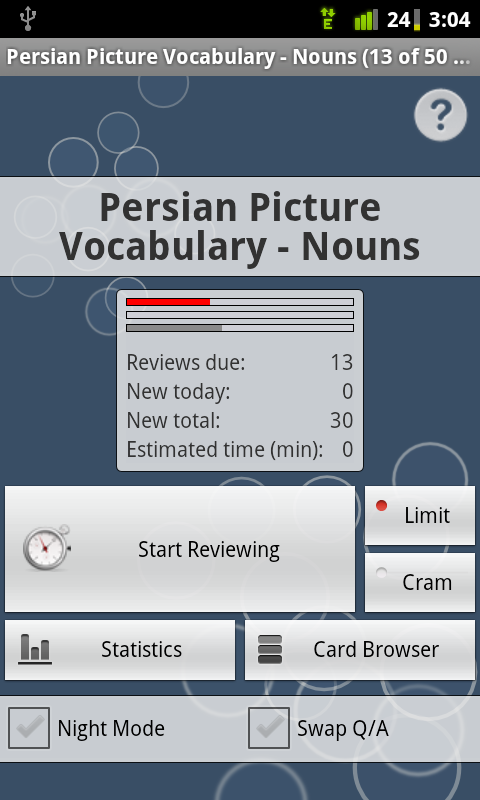 24 3:04
Persian Picture Vocabulary - Nouns (13 of 50 ...
?
Persian Picture
Vocabulary - Nouns
Reviews due: 13
New today: 0
New total: 30
Estimated time (min): 0
Start Reviewing
Limit
Cram
Statistics
Card Browser
Night Mode
Swap Q/A